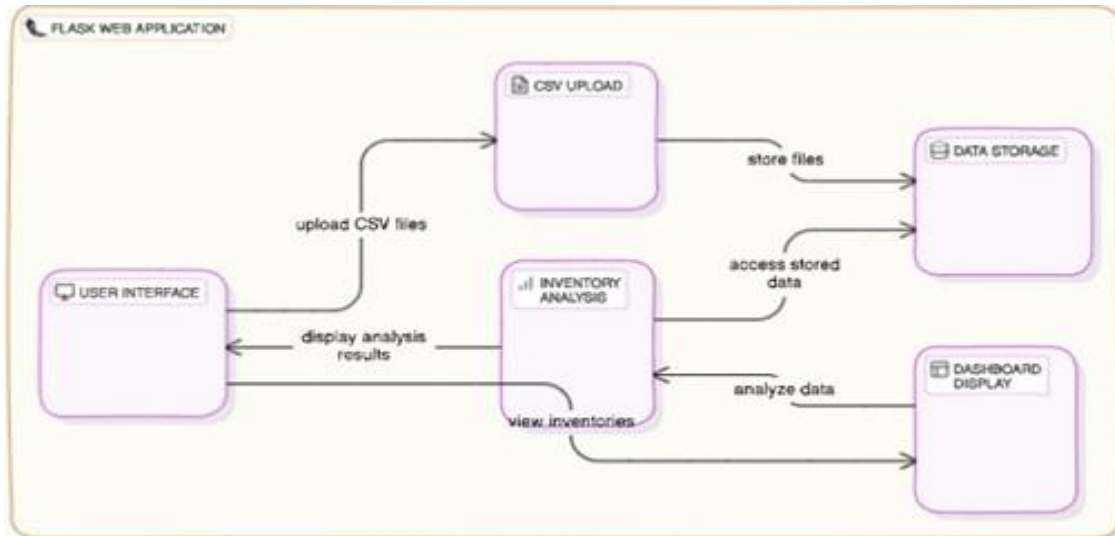 FLASK WEB APPLICATION
CSV UPLOAD
store files
DATA STORAGE
upload CSV files
access stored
data
USER INTERFACE
INVENTORY
ANALYSIS
display analysis
results
DASHBOARD
DISPLAY
analyze data
view inventories